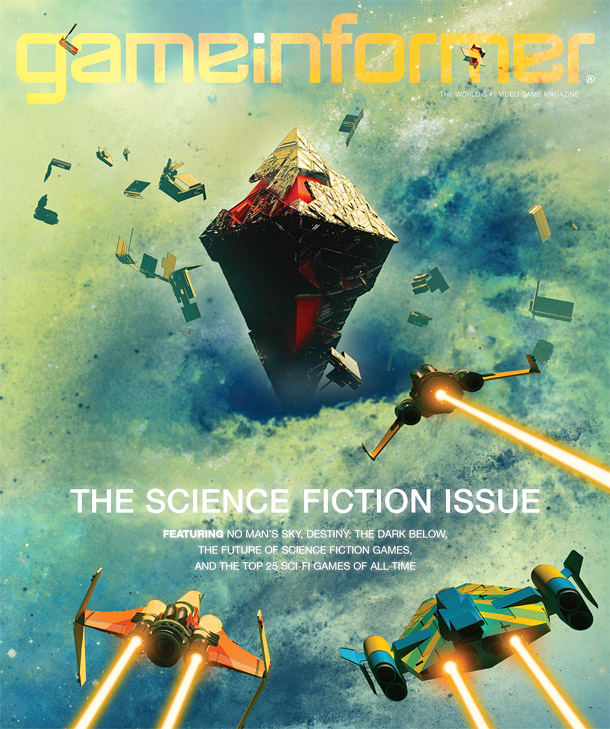 gameinformer®
THE WORLD'S #1 VIDEO GAME MAGAZINE
THE SCIENCE FICTION ISSUE
FEATURING NO MAN'S SKY, DESTINY: THE DARK BELOW,
THE FUTURE OF SCIENCE FICTION GAMES,
AND THE TOP 25 SCI-FI GAMES OF ALL TIME